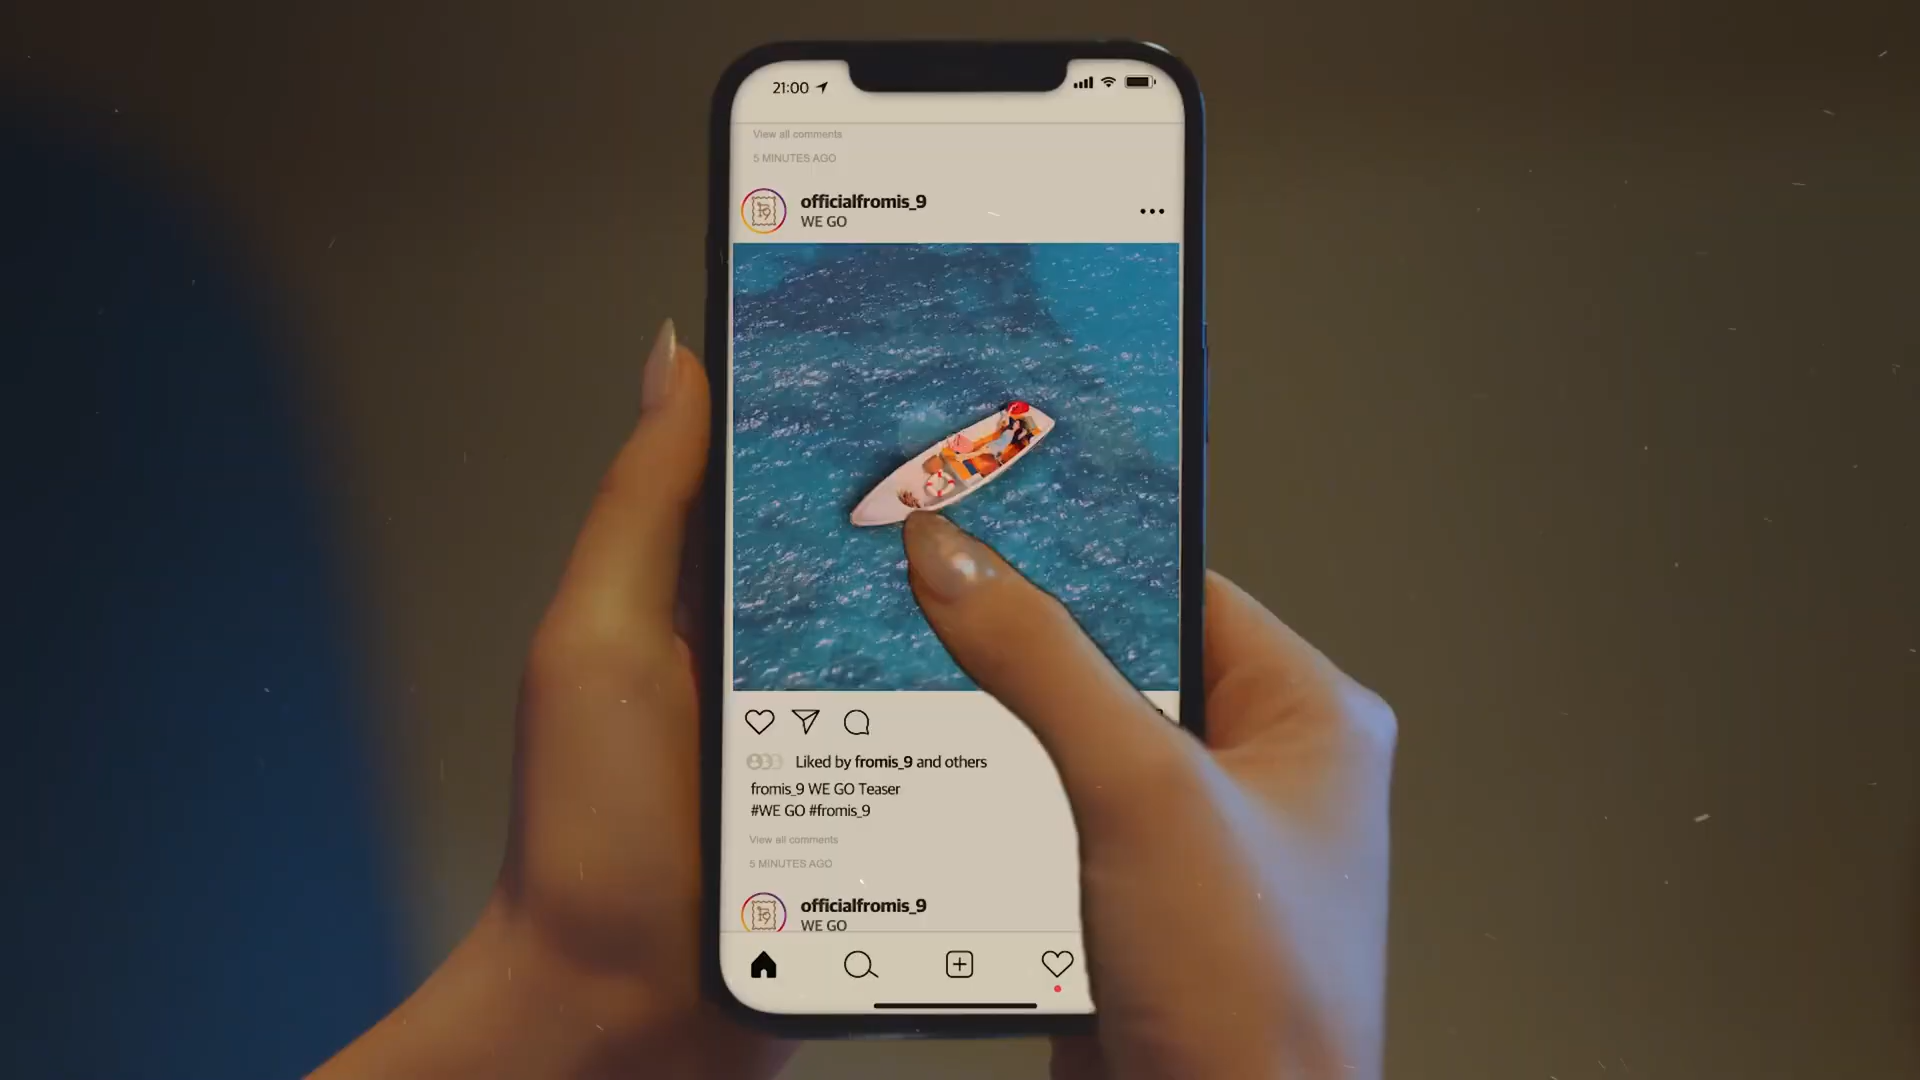 21:00
View all comments
5 MINUTES AGO
officialfromis_9
WE GO
Liked by fromis_9 and others
fromis_9 WE GO Teaser
#WE GO #fromis_9
View all comments
5 MINUTES AGO
officialfromis_9
WE GO